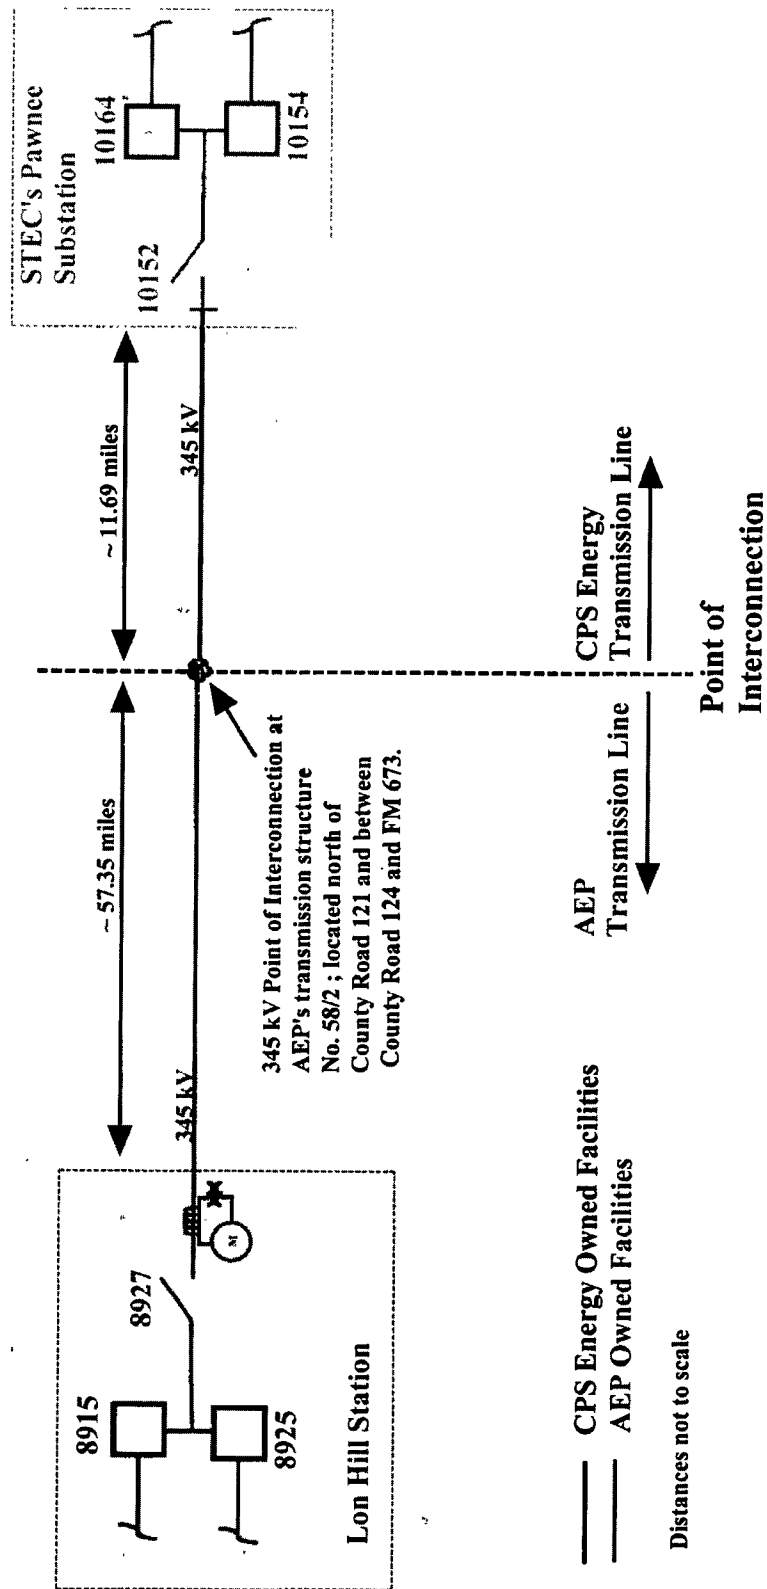 STEC's Pawnee
Substation
10164
10154
10152
~ 11.69 miles
345 kV
~ 57.35 miles
345 kV
345 kV Point of Interconnection at
AEP's transmission structure
No. 58/2 ; located north of
County Road 121 and between
County Road 124 and FM 673.
8915
8925
8927
M
Lon Hill Station
AEP
Transmission Line
CPS Energy
Transmission Line
Point of
Interconnection
CPS Energy Owned Facilities
AEP Owned Facilities
Distances not to scale